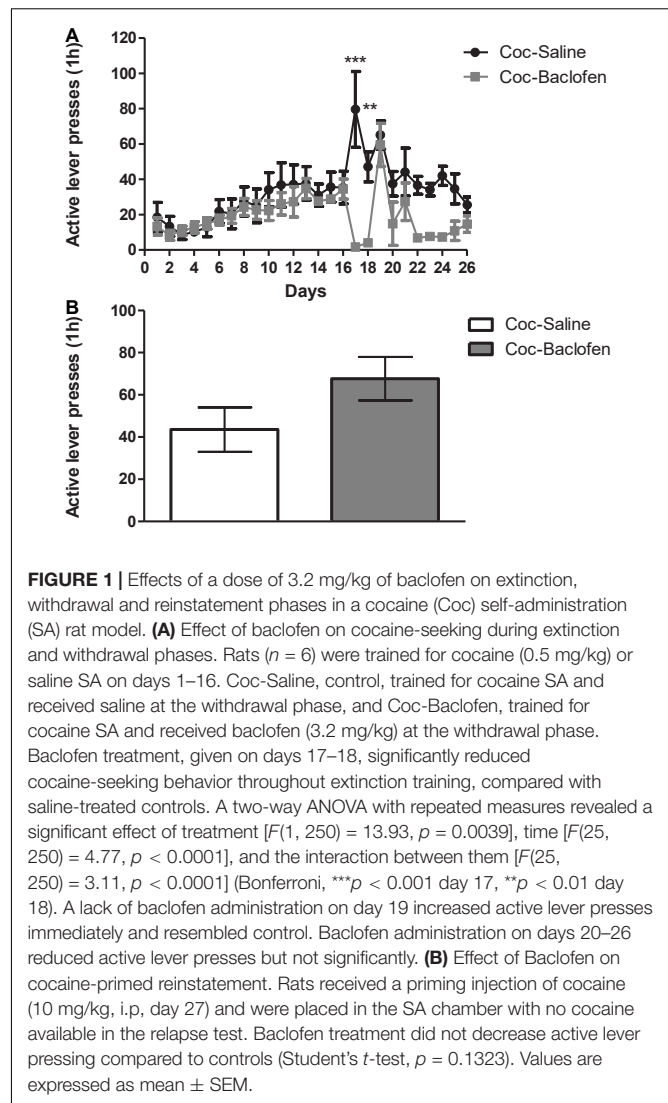 A
Active lever presses (1h)
120
100
80
60
40
20
0
***
**
Coc-Saline
Coc-Baclofen
0 2 4 6 8 10 12 14 16 18 20 22 24 26
Days
B
Active lever presses (1h)
100
80
60
40
20
0
Coc-Saline
Coc-Baclofen
FIGURE 1 | Effects of a dose of 3.2 mg/kg of baclofen on extinction,
withdrawal and reinstatement phases in a cocaine (Coc) self-administration
(SA) rat model. (A) Effect of baclofen on cocaine-seeking during extinction
and withdrawal phases. Rats (n = 6) were trained for cocaine (0.5 mg/kg) or
saline SA on days 1–16. Coc-Saline, control, trained for cocaine SA and
received saline at the withdrawal phase, and Coc-Baclofen, trained for
cocaine SA and received baclofen (3.2 mg/kg) at the withdrawal phase.
Baclofen treatment, given on days 17–18, significantly reduced
cocaine-seeking behavior throughout extinction training, compared with
saline-treated controls. A two-way ANOVA with repeated measures revealed a
significant effect of treatment [F(1, 250) = 13.93, p = 0.0039], time [F(25,
250) = 4.77, p < 0.0001], and the interaction between them [F(25,
250) = 3.11, p < 0.0001] (Bonferroni, ***p < 0.001 day 17, **p < 0.01 day
18). A lack of baclofen administration on day 19 increased active lever presses
immediately and resembled control. Baclofen administration on days 20–26
reduced active lever presses but not significantly. (B) Effect of Baclofen on
cocaine-primed reinstatement. Rats received a priming injection of cocaine
(10 mg/kg, i.p, day 27) and were placed in the SA chamber with no cocaine
available in the relapse test. Baclofen treatment did not decrease active lever
pressing compared to controls (Student's t-test, p = 0.1323). Values are
expressed as mean ± SEM.